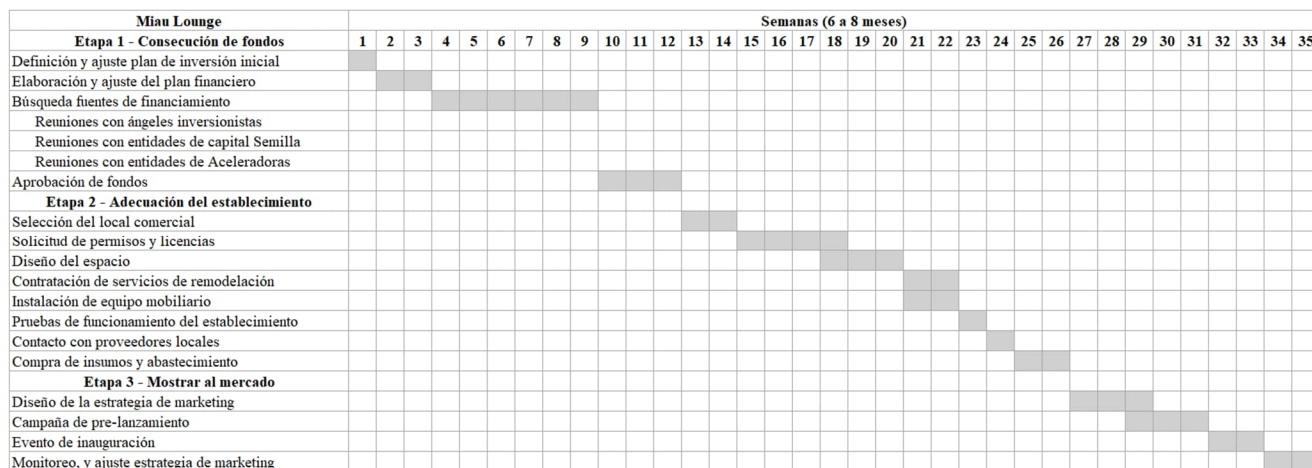 Miau Lounge Semanas (6 a 8 meses)
Etapa 1 - Consecución de fondos 1 2 3 4 5 6 7 8 9 10 11 12 13 14 15 16 17 18 19 20 21 22 23 24 25 26 27 28 29 30 31 32 33 34 35
Definición y ajuste plan de inversión inicial
Elaboración y ajuste del plan financiero
Búsqueda fuentes de financiamiento
Reuniones con ángeles inversionistas
Reuniones con entidades de capital Semilla
Reuniones con entidades de Aceleradoras
Aprobación de fondos
Etapa 2 - Adecuación del establecimiento
Selección del local comercial
Solicitud de permisos y licencias
Diseño del espacio
Contratación de servicios de remodelación
Instalación de equipo mobiliario
Pruebas de funcionamiento del establecimiento
Contacto con proveedores locales
Compra de insumos y abastecimiento
Etapa 3 - Mostrar al mercado
Diseño de la estrategia de marketing
Campaña de pre-lanzamiento
Evento de inauguración
Monitoreo, y ajuste estrategia de marketing